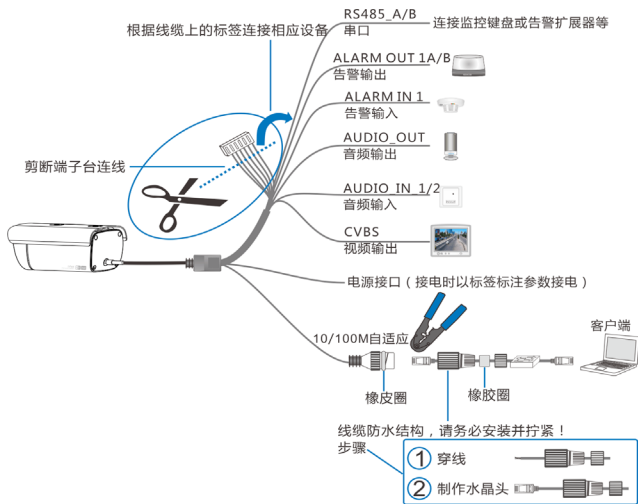 RS485_A/B
串口
连接监控键盘或告警扩展器等
根据线缆上的标签连接相应设备
ALARM OUT 1A/B
告警输出
ALARM IN 1
告警输入
AUDIO_OUT
音频输出
剪断端子台连线
AUDIO_IN_1/2
音频输入
CVBS
视频输出
电源接口（接电时以标签标注参数接电）
10/100M自适应
客户端
橡皮圈
橡胶圈
线缆防水结构，请务必安装并拧紧！
步骤
① 穿线
② 制作水晶头